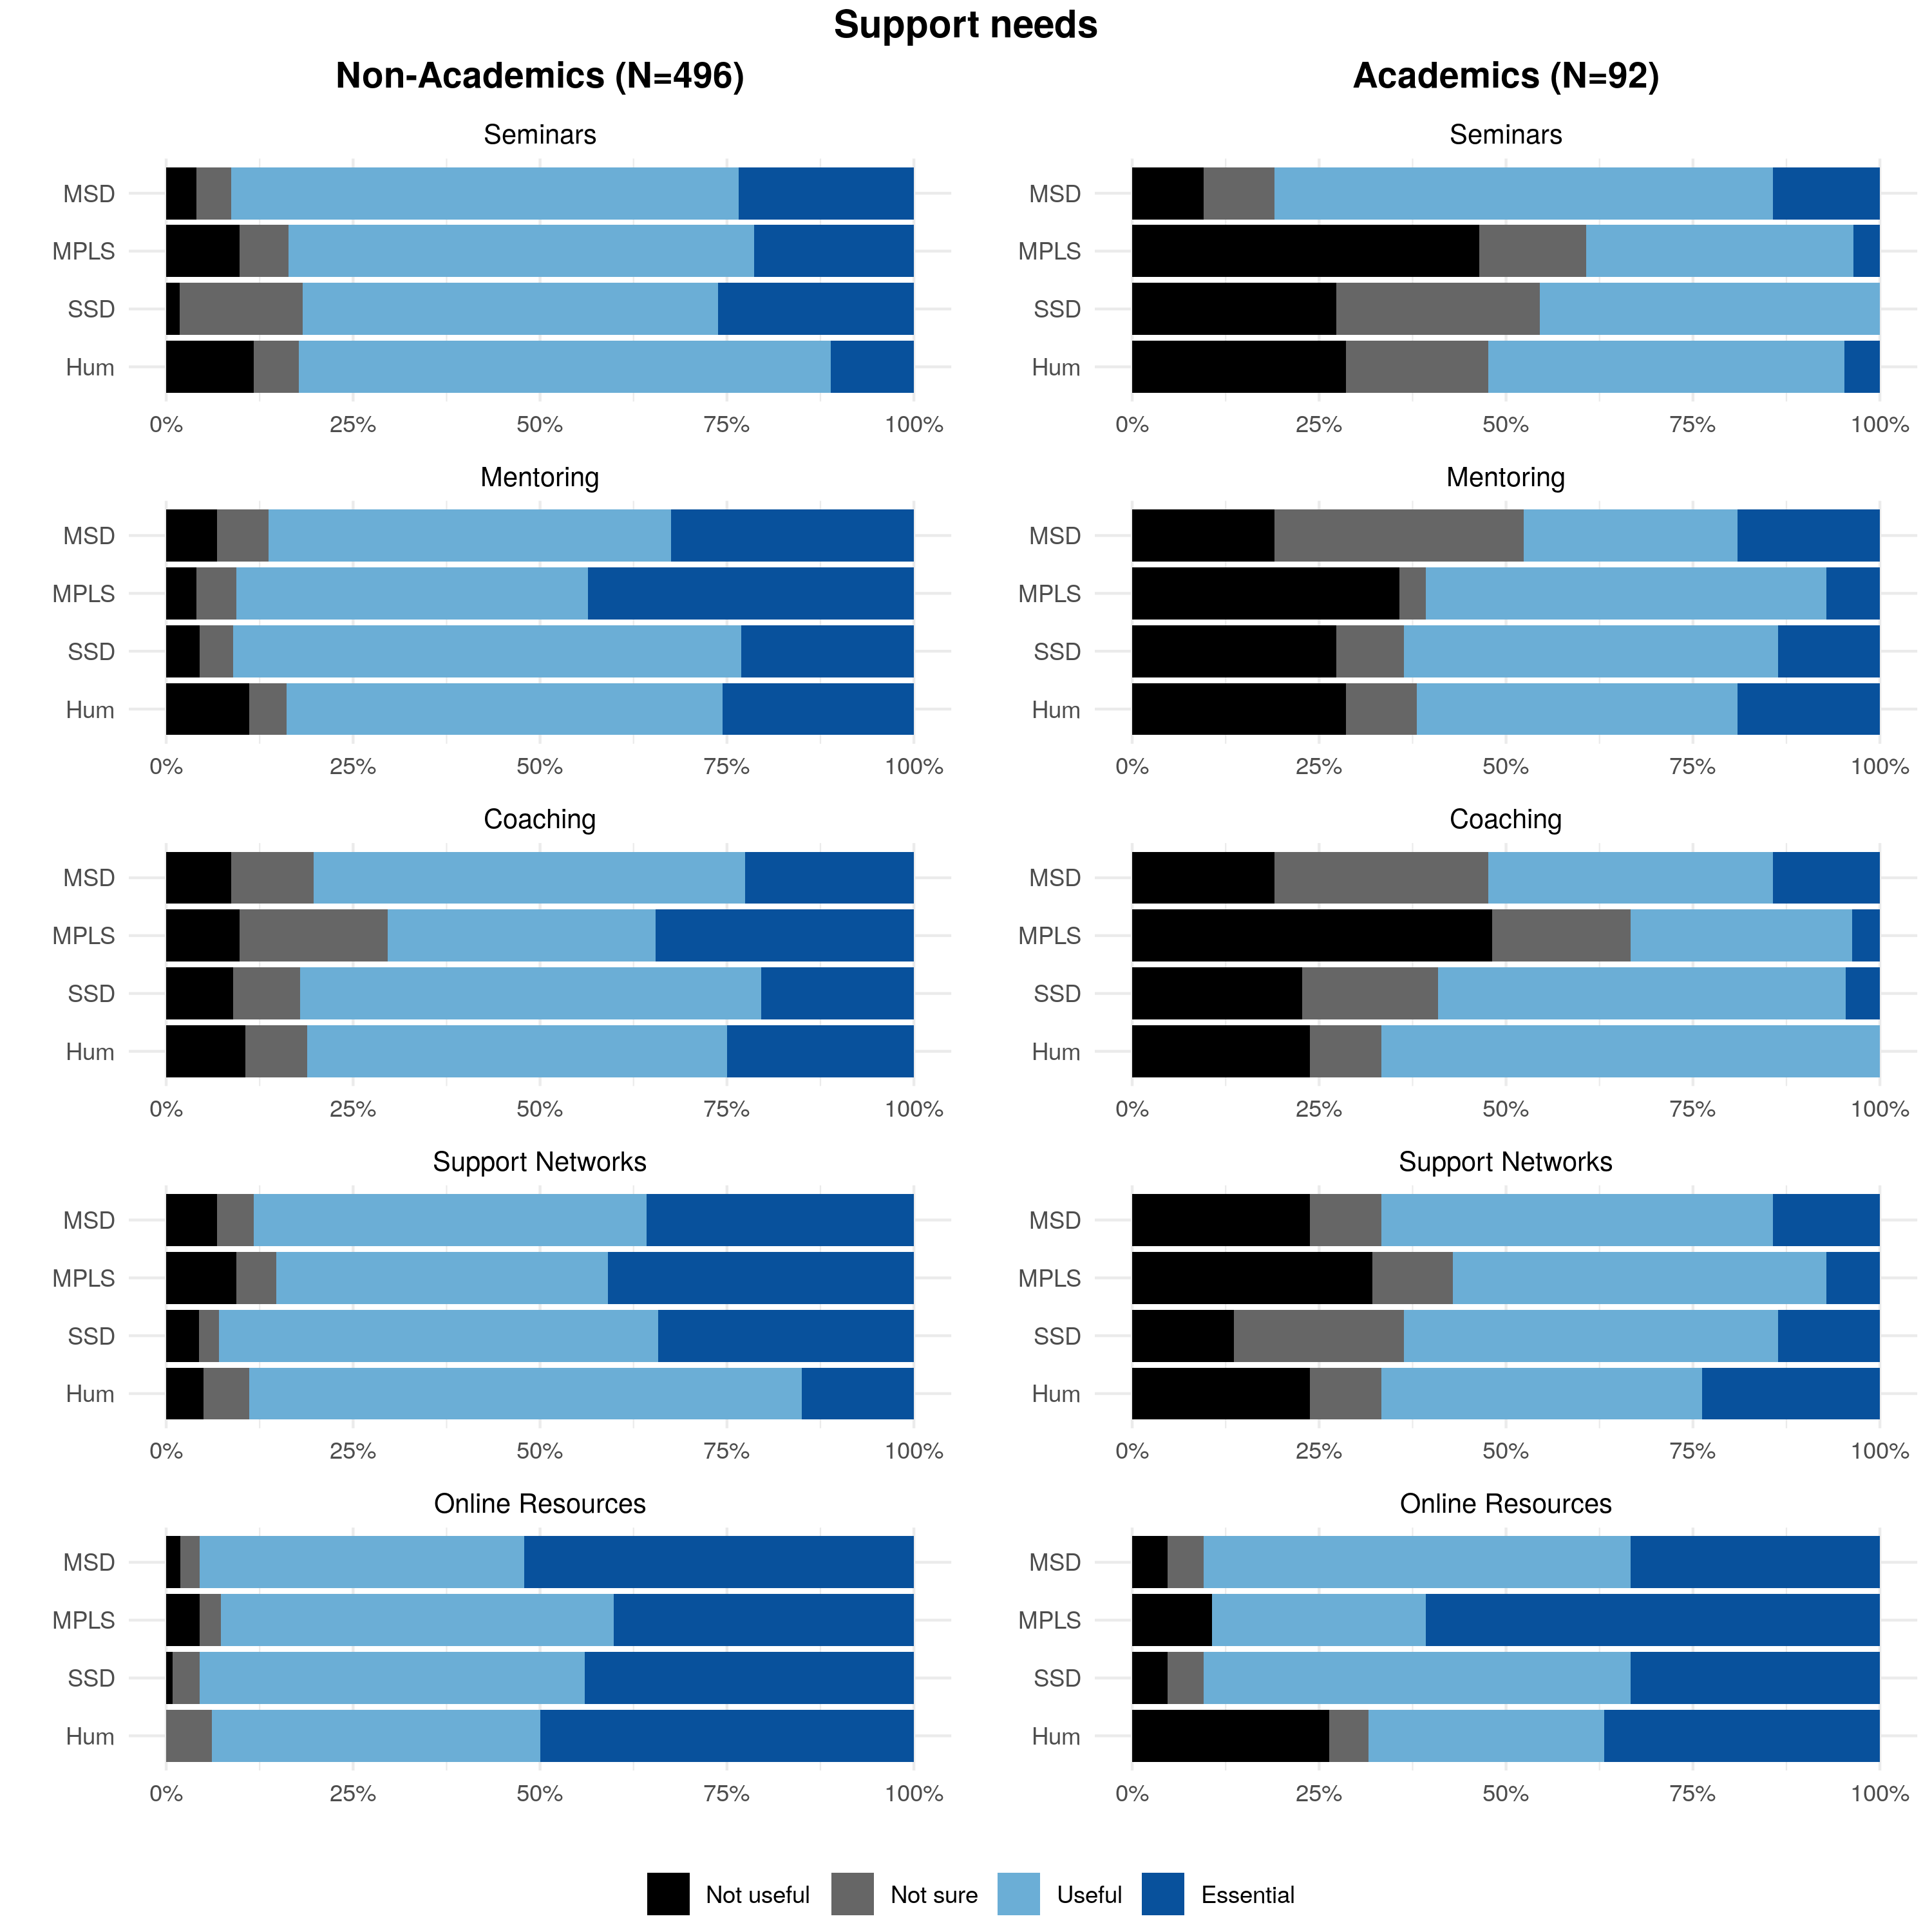 Support needs
Non-Academics (N=496)
Academics (N=92)
Seminars
MSD
MPLS
SSD
Hum
0% 25% 50% 75% 100%
Seminars
MSD
MPLS
SSD
Hum
0% 25% 50% 75% 100%
Mentoring
MSD
MPLS
SSD
Hum
0% 25% 50% 75% 100%
Mentoring
MSD
MPLS
SSD
Hum
0% 25% 50% 75% 100%
Coaching
MSD
MPLS
SSD
Hum
0% 25% 50% 75% 100%
Coaching
MSD
MPLS
SSD
Hum
0% 25% 50% 75% 100%
Support Networks
MSD
MPLS
SSD
Hum
0% 25% 50% 75% 100%
Support Networks
MSD
MPLS
SSD
Hum
0% 25% 50% 75% 100%
Online Resources
MSD
MPLS
SSD
Hum
0% 25% 50% 75% 100%
Online Resources
MSD
MPLS
SSD
Hum
0% 25% 50% 75% 100%
Not useful Not sure Useful Essential